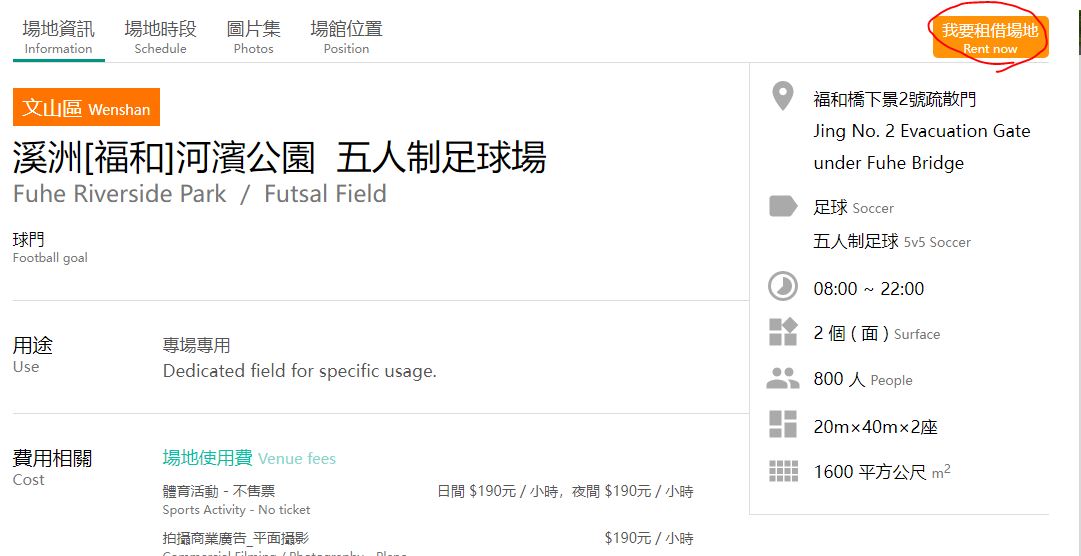 場地資訊
Information
場地時段
Schedule
圖片集
Photos
場館位置
Position
我要租借場地
Rent now
文山區 Wenshan
溪洲[福和]河濱公園 五人制足球場
Fuhe Riverside Park / Futsal Field
球門
Football goal
用途
Use
專場專用
Dedicated field for specific usage.
費用相關
Cost
場地使用費 Venue fees
體育活動 - 不售票
Sports Activity - No ticket
日間 $190元 / 小時，夜間 $190元 / 小時
拍攝商業廣告_平面攝影
Commercial Filming / Photography - Plane
$190元 / 小時
福和橋下景2號疏散門
Jing No. 2 Evacuation Gate
under Fuhe Bridge
足球 Soccer
五人制足球 5v5 Soccer
08:00 ~ 22:00
2 個 ( 面 ) Surface
800 人 People
20m×40m×2座
1600 平方公尺 m²